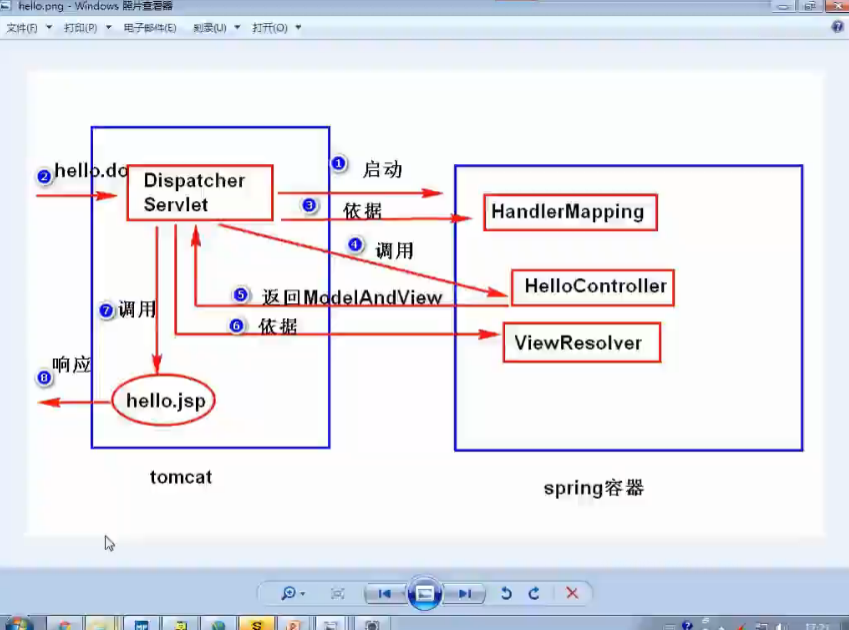 hello.png - Windows 照片查看器
文件(F) 打印(P) 电子邮件(E) 刻录(U) 打开(O)
1 启动
2 hello.do
Dispatcher
Servlet
3 依据
HandlerMapping
4 调用
HelloController
5 返回ModelAndView
6 依据
ViewResolver
7 调用
8 响应
hello.jsp
tomcat
spring容器
17:21